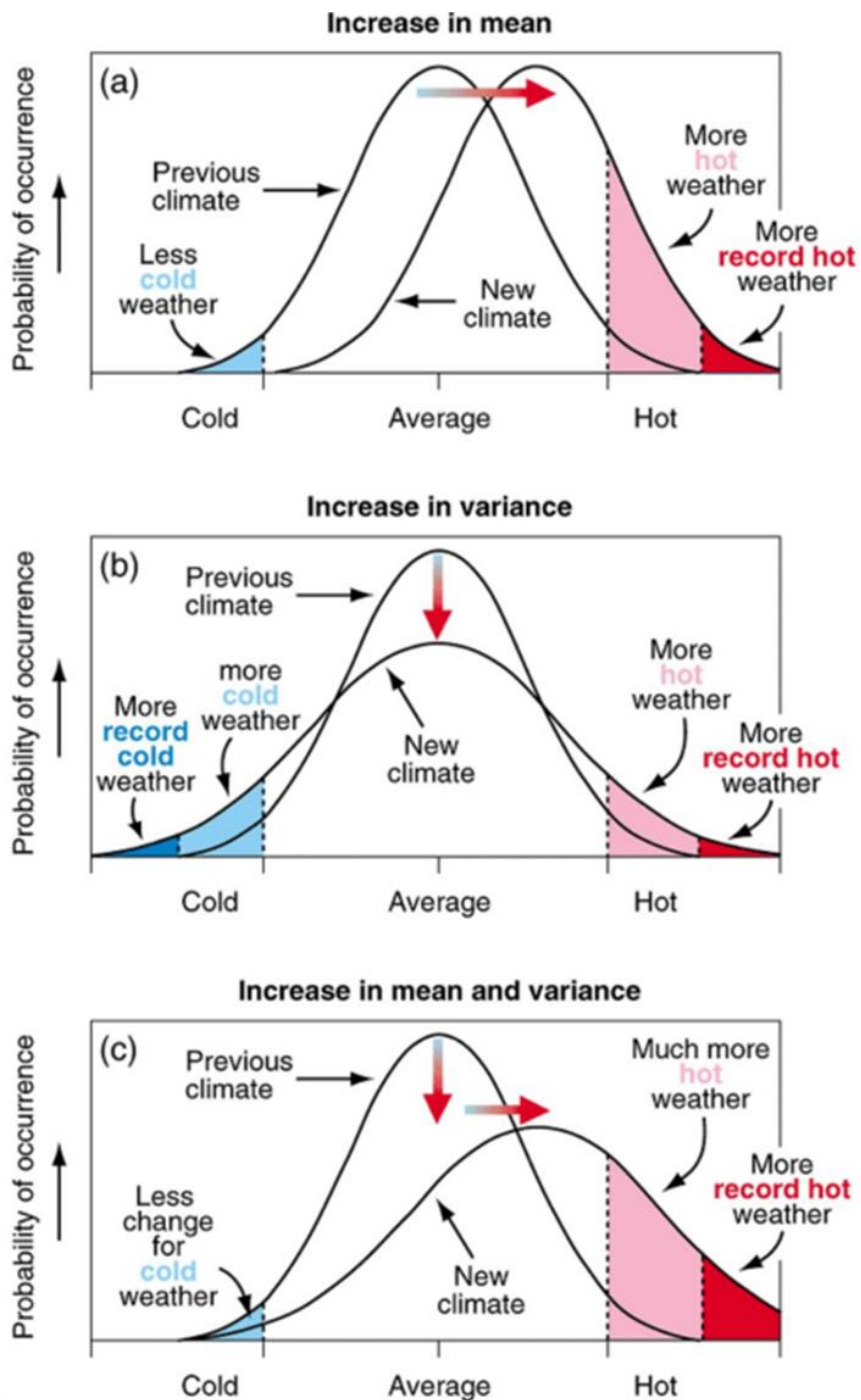 Increase in mean
(a)
Probability of occurrence
Previous
climate
Less
cold
weather
New
climate
More
hot
weather
More
record hot
weather
Cold
Average
Hot
Increase in variance
(b)
Probability of occurrence
Previous
climate
more
cold
weather
More
record
cold
weather
New
climate
More
hot
weather
More
record hot
weather
Cold
Average
Hot
Increase in mean and variance
(c)
Probability of occurrence
Previous
climate
Less
change
for
cold
weather
New
climate
Much more
hot
weather
More
record hot
weather
Cold
Average
Hot